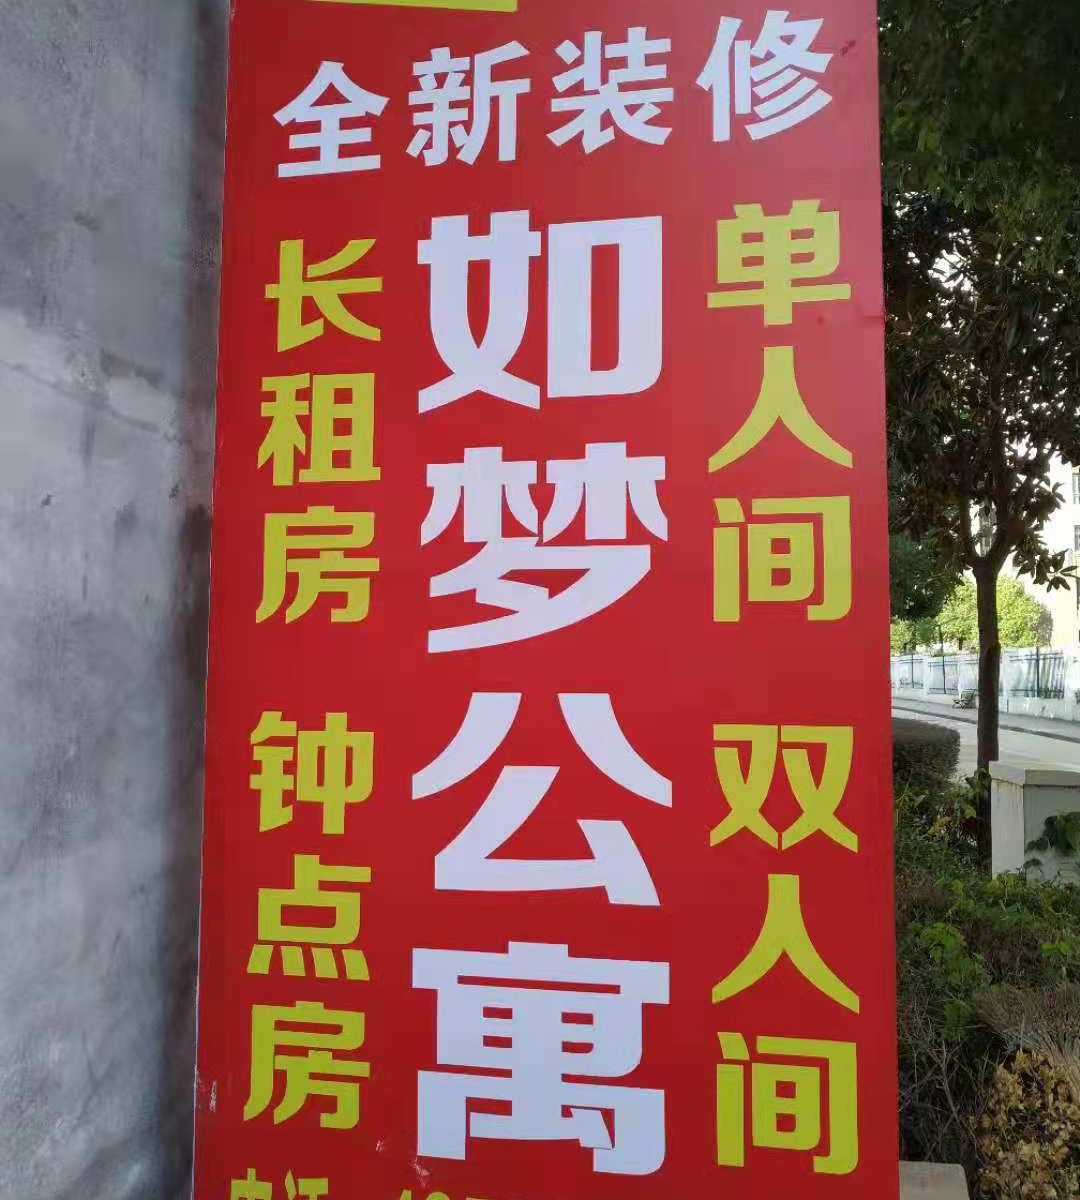 全新装修
如梦公寓
长租房
钟点房
单人间
双人间